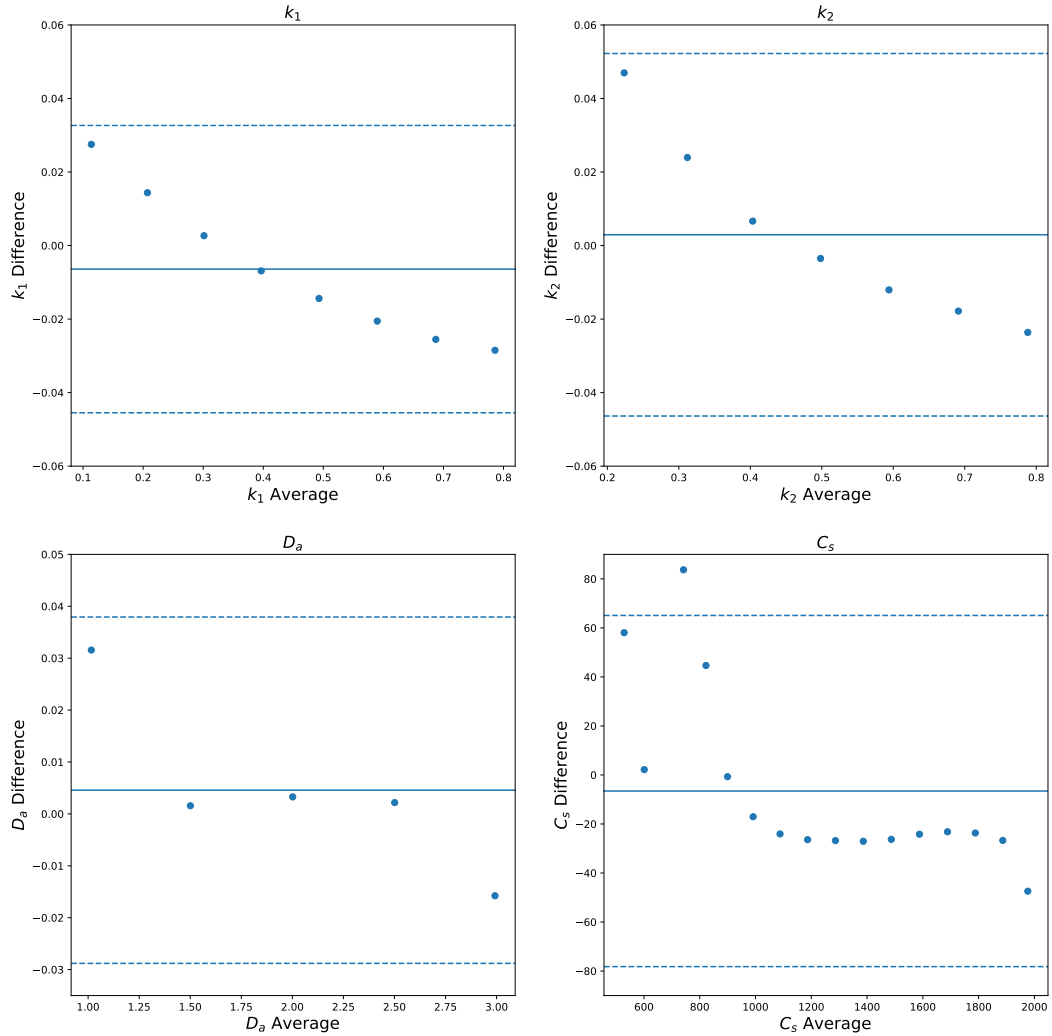 k₁
0.06
0.04
0.02
0.00
−0.02
−0.04
−0.06
k₁ Difference
0.1 0.2 0.3 0.4 0.5 0.6 0.7 0.8
k₁ Average
k₂
0.06
0.04
0.02
0.00
−0.02
−0.04
−0.06
k₂ Difference
0.2 0.3 0.4 0.5 0.6 0.7 0.8
k₂ Average
Dₐ
0.05
0.04
0.03
0.02
0.01
0.00
−0.01
−0.02
−0.03
Dₐ Difference
1.00 1.25 1.50 1.75 2.00 2.25 2.50 2.75 3.00
Dₐ Average
Cₛ
80
60
40
20
0
−20
−40
−60
−80
Cₛ Difference
600 800 1000 1200 1400 1600 1800 2000
Cₛ Average